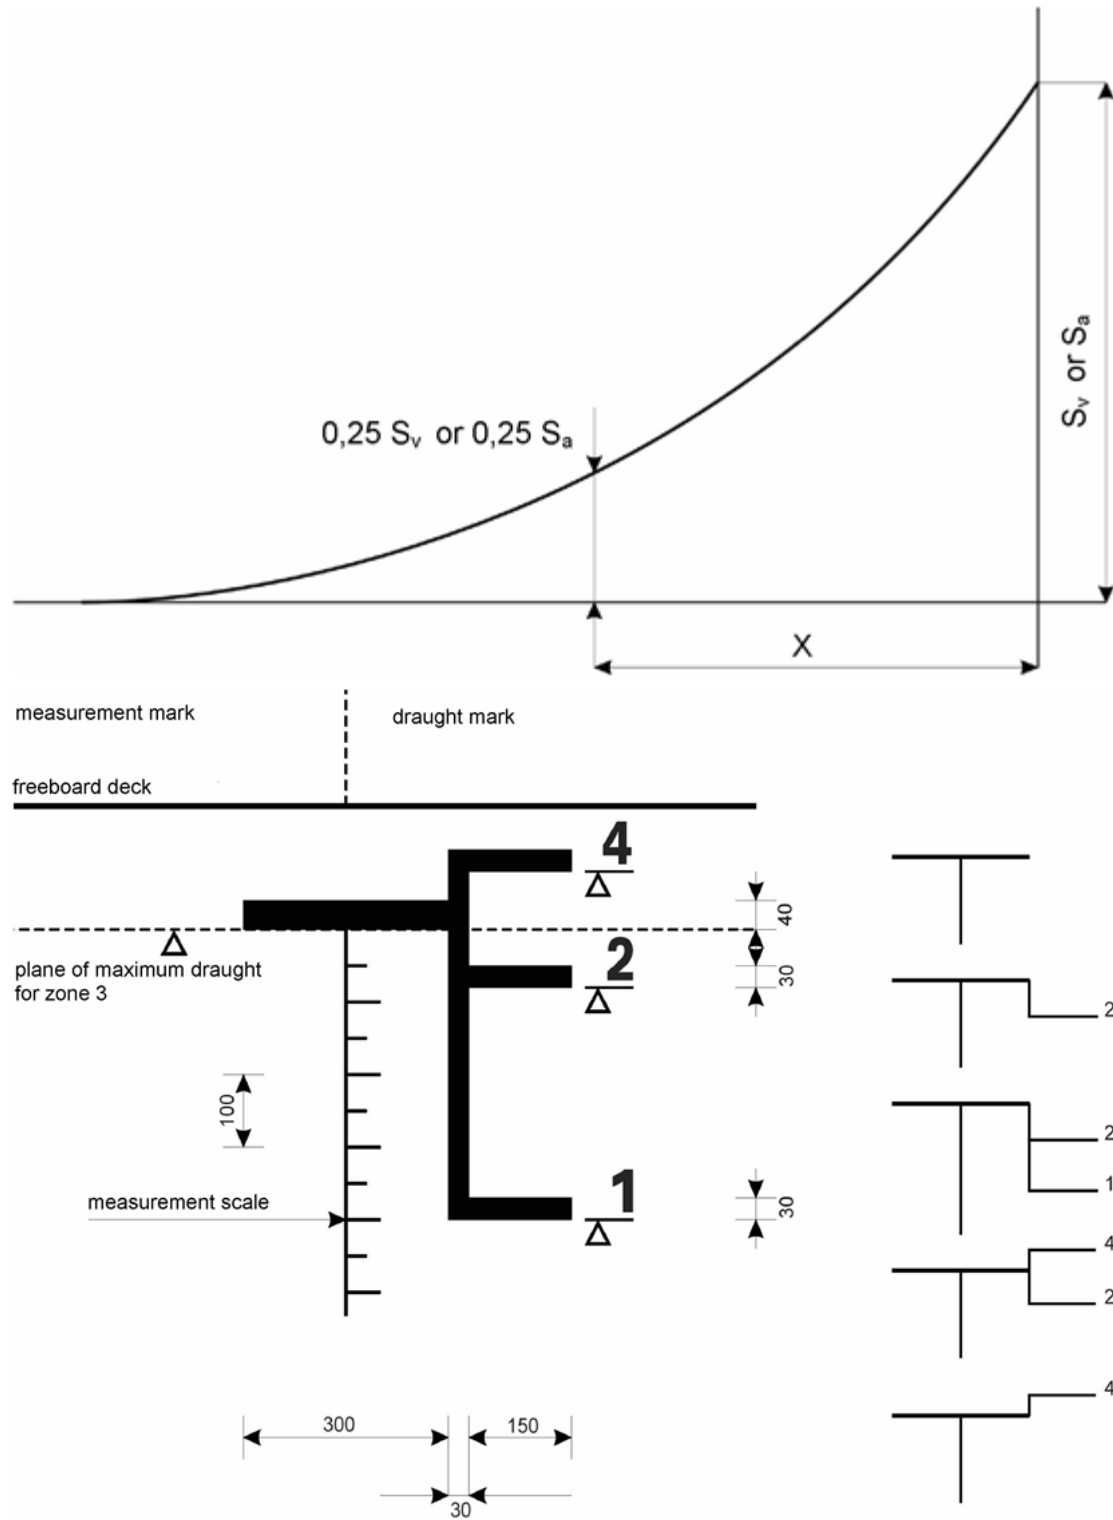 0,25 Sv or 0,25 Sa
Sv or Sa
X
measurement mark
draught mark
freeboard deck
4
40
plane of maximum draught
for zone 3
2
30
100
measurement scale
1
30
300
150
30
2
2
1
4
2
4